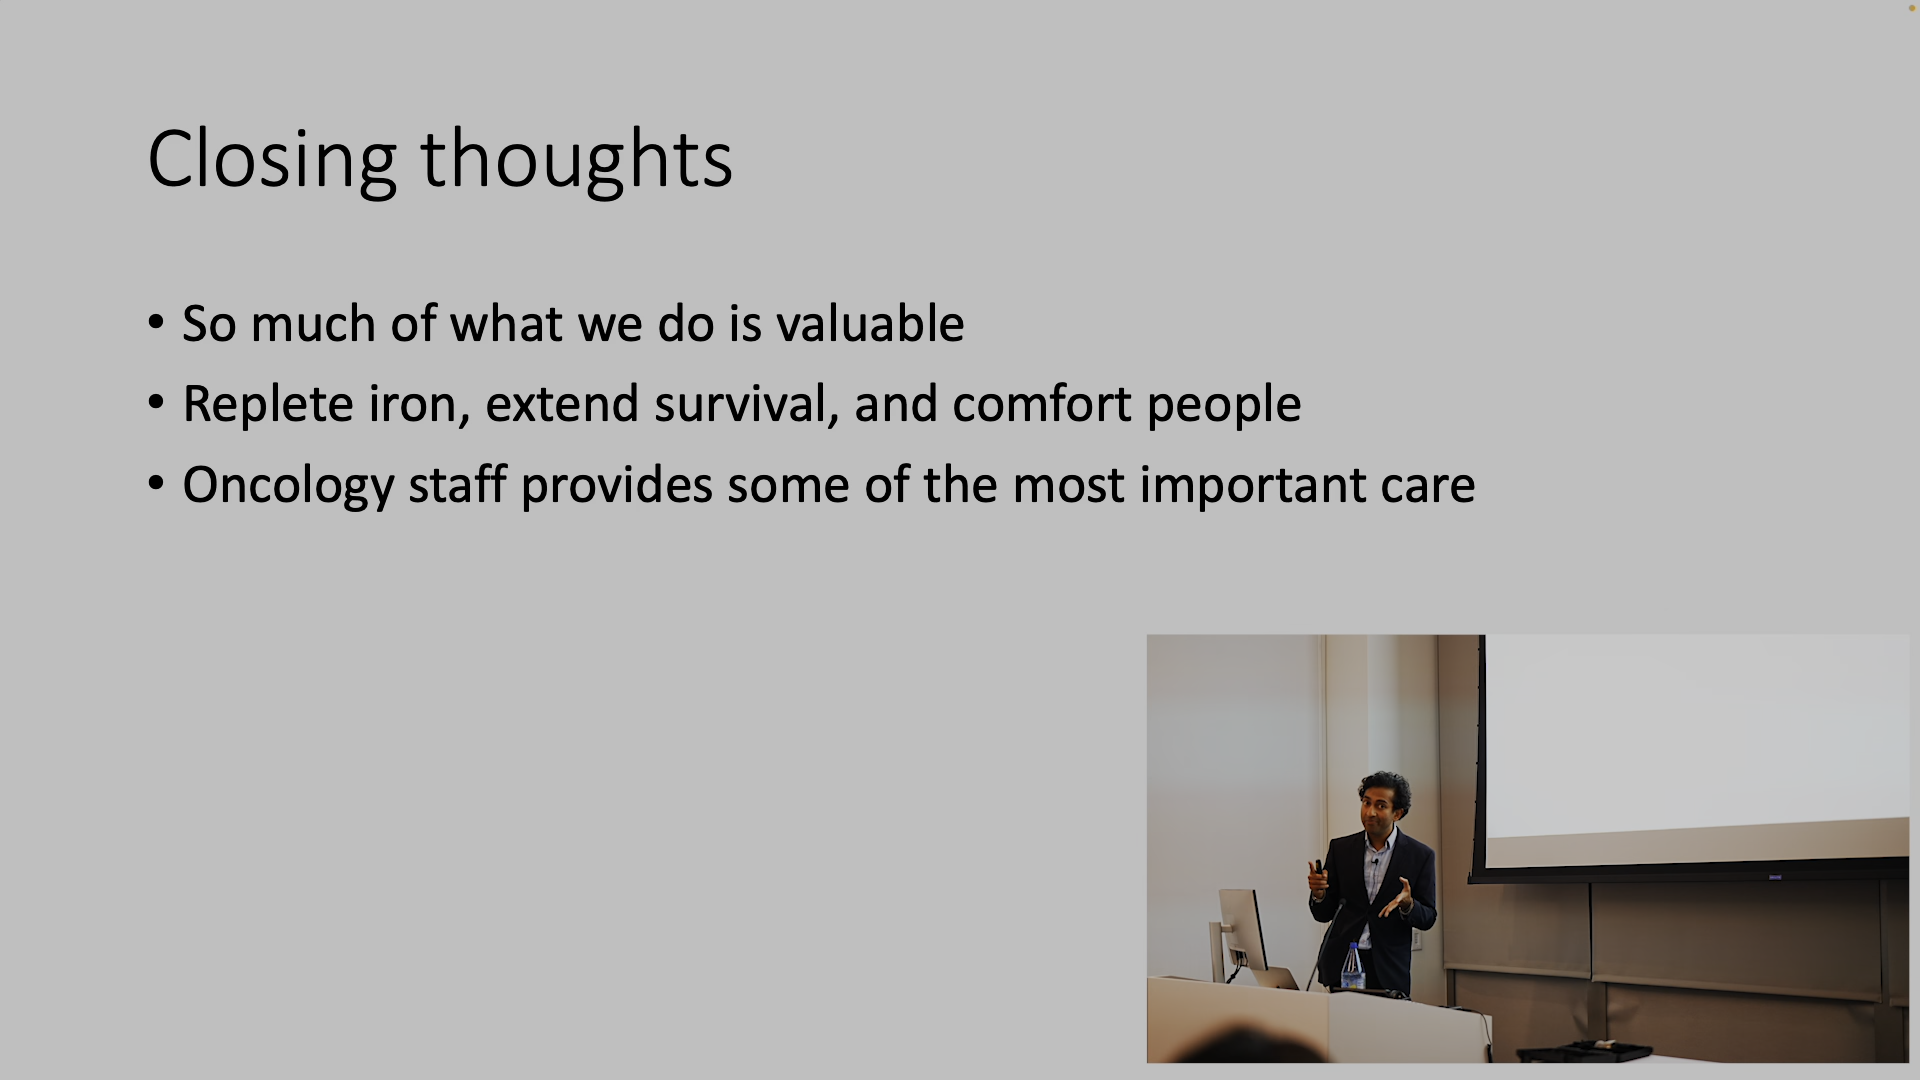 Closing thoughts
• So much of what we do is valuable
• Replete iron, extend survival, and comfort people
• Oncology staff provides some of the most important care